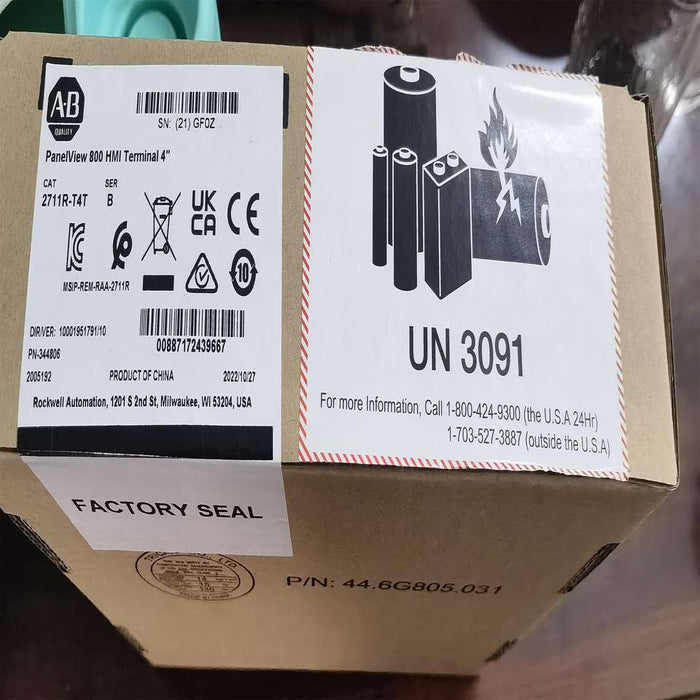 A-B
QUALITY
SN: (21) GF0Z
PanelView 800 HMI Terminal 4"
CAT SER
2711R-T4T B
UK
CA
CE
10
MSIP-REM-RAA-2711R
DIR/VER: 10001951791/10
00887172439667
PN-344806
2005192 PRODUCT OF CHINA 2022/10/27
Rockwell Automation, 1201 S 2nd St, Milwaukee, WI 53204, USA
UN 3091
For more Information, Call 1-800-424-9300 (the U.S.A 24Hr)
1-703-527-3887 (outside the U.S.A)
FACTORY SEAL
P/N: 44.6G805.031